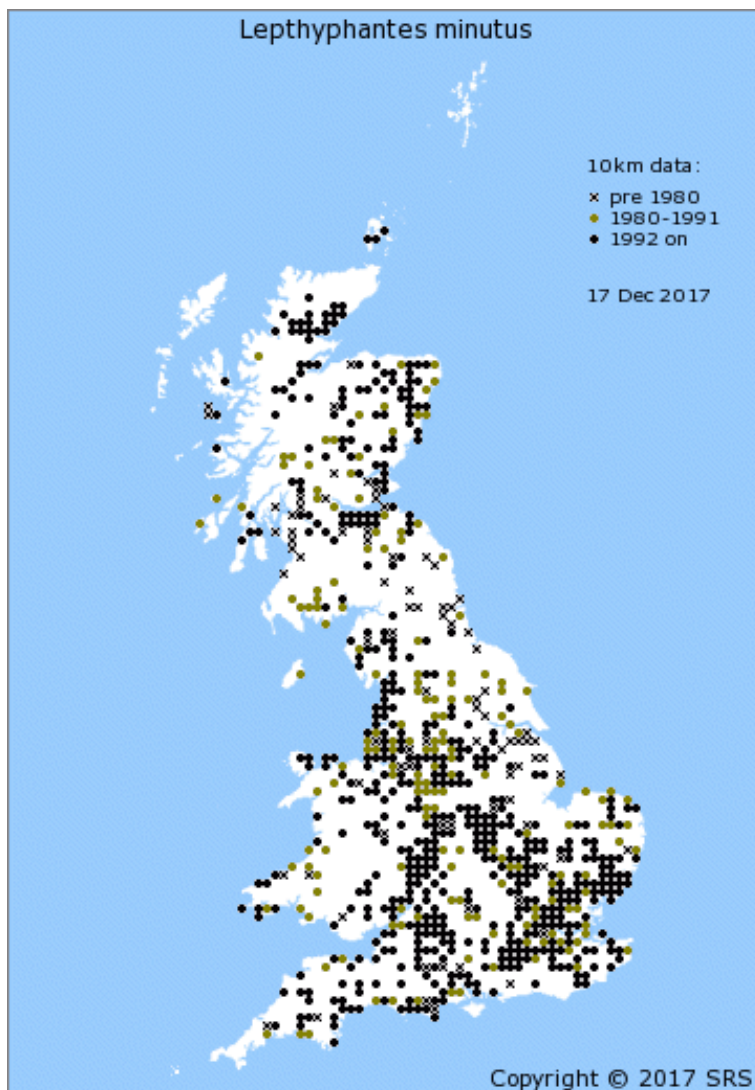 Lepthyphantes minutus
10km data:
pre 1980
1980-1991
1992 on
17 Dec 2017
Copyright © 2017 SRS